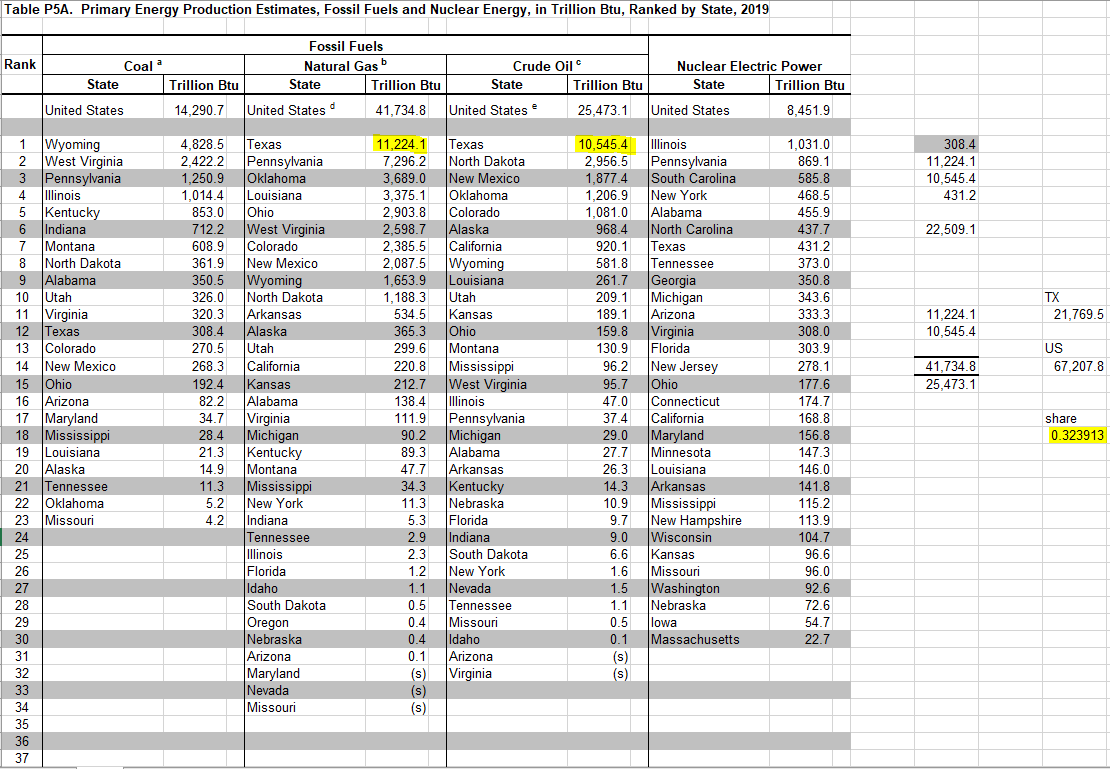 Table P5A. Primary Energy Production Estimates, Fossil Fuels and Nuclear Energy, in Trillion Btu, Ranked by State, 2019
Fossil Fuels
Rank Coal a Natural Gas b Crude Oil c Nuclear Electric Power
State Trillion Btu State Trillion Btu State Trillion Btu State Trillion Btu
United States 14,290.7 United States d 41,734.8 United States e 25,473.1 United States 8,451.9
1 Wyoming 4,828.5 Texas 11,224.1 Texas 10,545.4 Illinois 1,031.0 308.4
2 West Virginia 2,422.2 Pennsylvania 7,296.2 North Dakota 2,956.5 Pennsylvania 869.1 11,224.1
3 Pennsylvania 1,250.9 Oklahoma 3,689.0 New Mexico 1,877.4 South Carolina 585.8 10,545.4
4 Illinois 1,014.4 Louisiana 3,375.1 Oklahoma 1,206.9 New York 468.5 431.2
5 Kentucky 853.0 Ohio 2,903.8 Colorado 1,081.0 Alabama 455.9
6 Indiana 712.2 West Virginia 2,598.7 Alaska 968.4 North Carolina 437.7 22,509.1
7 Montana 608.9 Colorado 2,385.5 California 920.1 Texas 431.2
8 North Dakota 361.9 New Mexico 2,087.5 Wyoming 581.8 Tennessee 373.0
9 Alabama 350.5 Wyoming 1,653.9 Louisiana 261.7 Georgia 350.8
10 Utah 326.0 North Dakota 1,188.3 Utah 209.1 Michigan 343.6 TX
11 Virginia 320.3 Arkansas 534.5 Kansas 189.1 Arizona 333.3 11,224.1 21,769.5
12 Texas 308.4 Alaska 365.3 Ohio 159.8 Virginia 308.0 10,545.4
13 Colorado 270.5 Utah 299.6 Montana 130.9 Florida 303.9 US
14 New Mexico 268.3 California 220.8 Mississippi 96.2 New Jersey 278.1 41,734.8 67,207.8
15 Ohio 192.4 Kansas 212.7 West Virginia 95.7 Ohio 177.6 25,473.1
16 Arizona 82.2 Alabama 138.4 Illinois 47.0 Connecticut 174.7
17 Maryland 34.7 Virginia 111.9 Pennsylvania 37.4 California 168.8 share
18 Mississippi 28.4 Michigan 90.2 Michigan 29.0 Maryland 156.8 0.323913
19 Louisiana 21.3 Kentucky 89.3 Alabama 27.7 Minnesota 147.3
20 Alaska 14.9 Montana 47.7 Arkansas 26.3 Louisiana 146.0
21 Tennessee 11.3 Mississippi 34.3 Kentucky 14.3 Arkansas 141.8
22 Oklahoma 5.2 New York 11.3 Nebraska 10.9 Mississippi 115.2
23 Missouri 4.2 Indiana 5.3 Florida 9.7 New Hampshire 113.9
24 Tennessee 2.9 Indiana 9.0 Wisconsin 104.7
25 Illinois 2.3 South Dakota 6.6 Kansas 96.6
26 Florida 1.2 New York 1.6 Missouri 96.0
27 Idaho 1.1 Nevada 1.5 Washington 92.6
28 South Dakota 0.5 Tennessee 1.1 Nebraska 72.6
29 Oregon 0.4 Missouri 0.5 Iowa 54.7
30 Nebraska 0.4 Idaho 0.1 Massachusetts 22.7
31 Arizona 0.1 Arizona (s)
32 Maryland (s) Virginia (s)
33 Nevada (s)
34 Missouri (s)
35
36
37